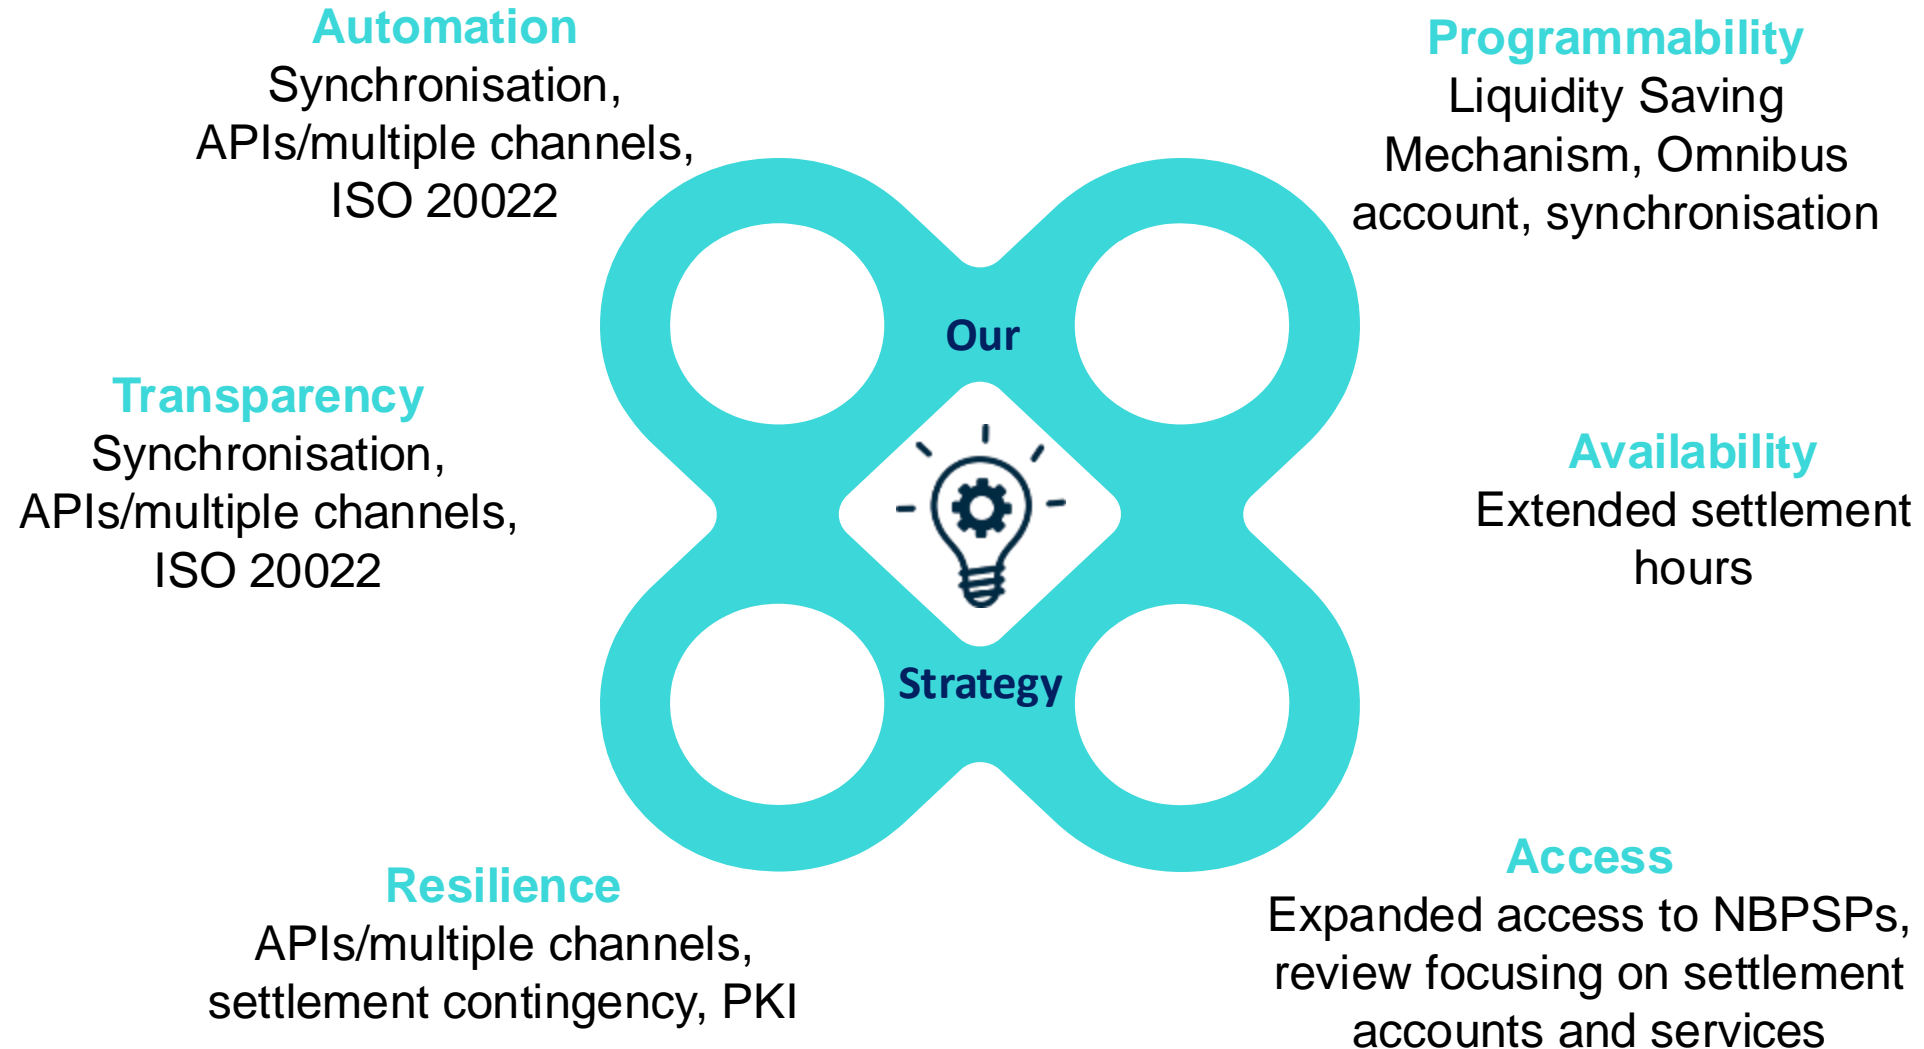 Automation
Synchronisation,
APIs/multiple channels,
ISO 20022
Programmability
Liquidity Saving
Mechanism, Omnibus
account, synchronisation
Our
Transparency
Synchronisation,
APIs/multiple channels,
ISO 20022
Availability
Extended settlement
hours
Strategy
Resilience
APIs/multiple channels,
settlement contingency, PKI
Access
Expanded access to NBPSPs,
review focusing on settlement
accounts and services